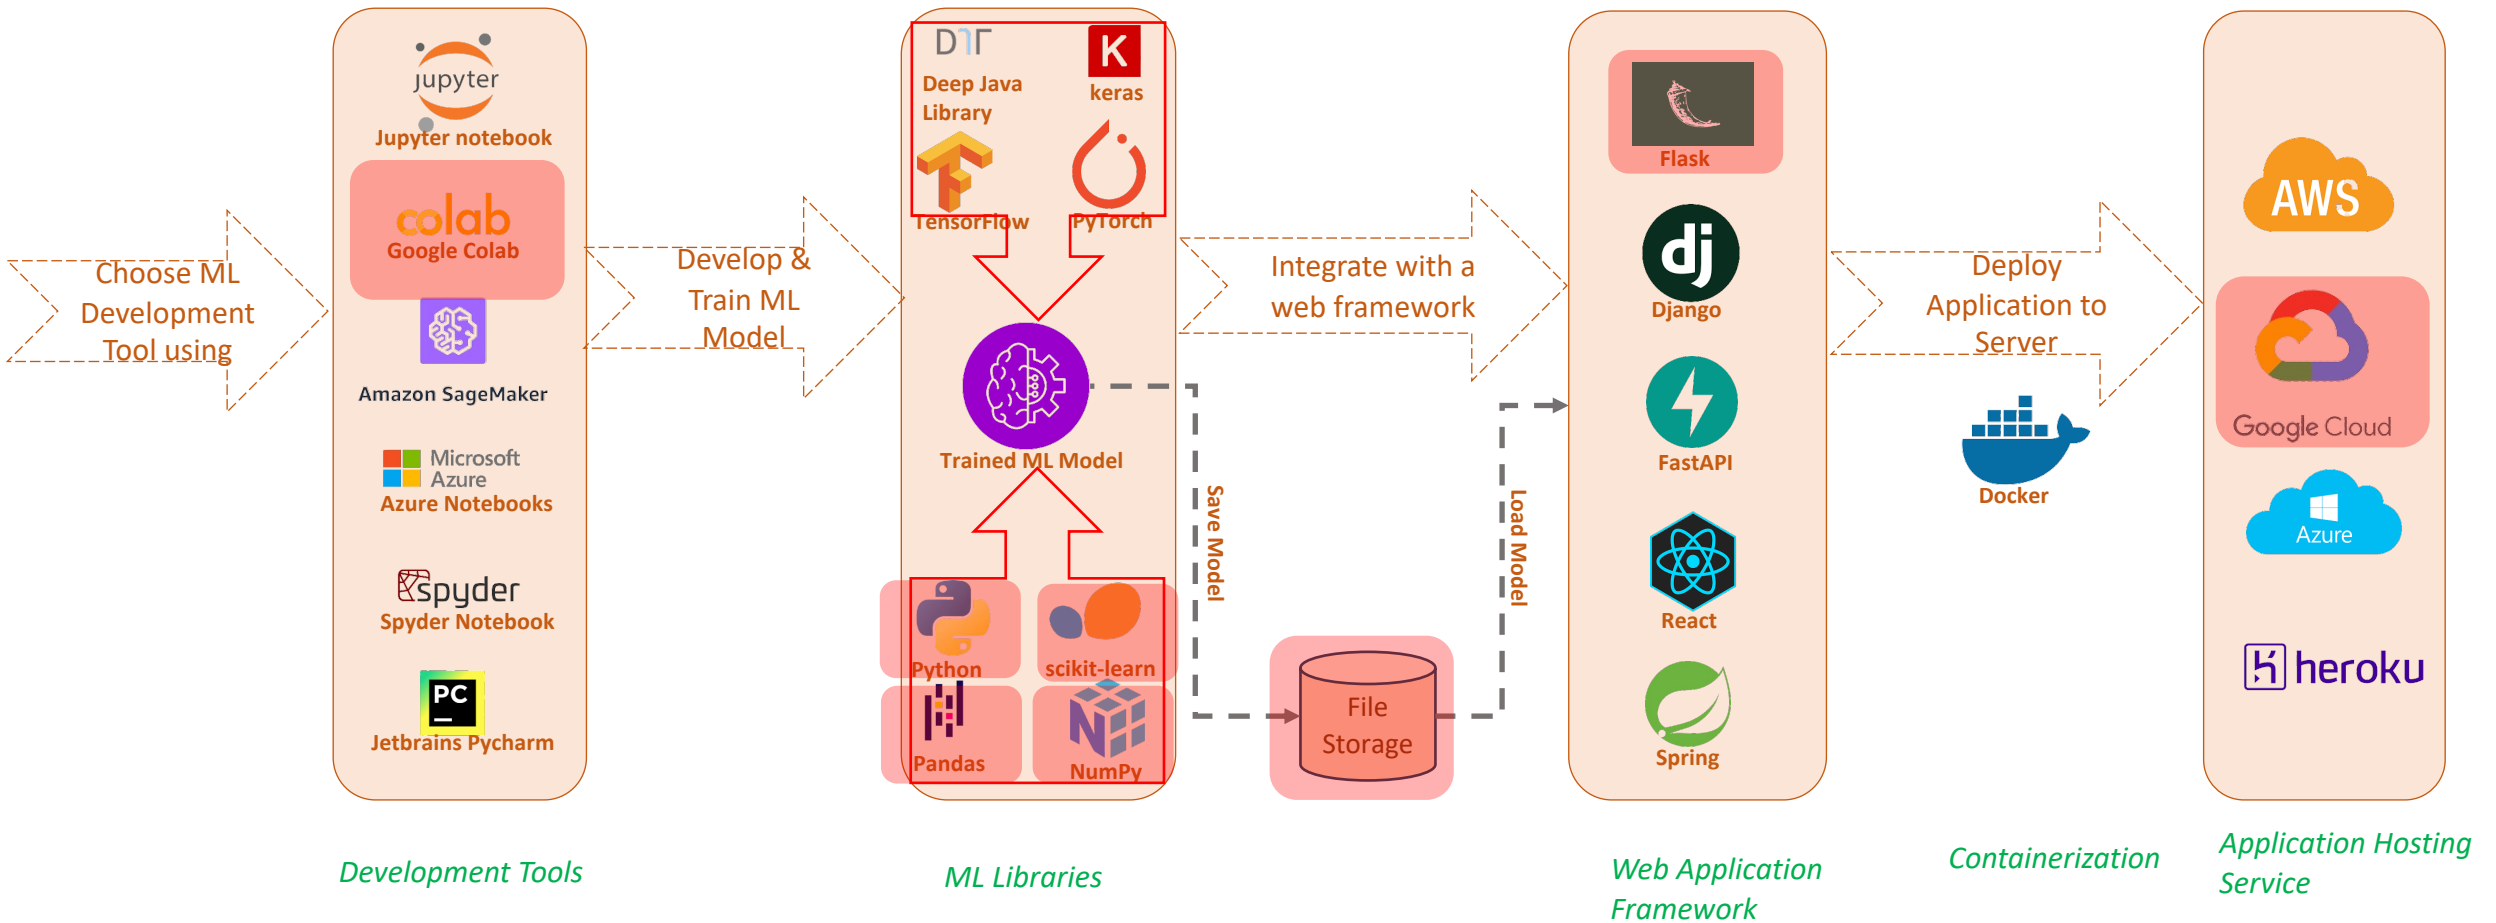 Choose ML
Development
Tool using
jupyter
Jupyter notebook
colab
Google Colab
Amazon SageMaker
Microsoft
Azure
Azure Notebooks
spyder
Spyder Notebook
PC
Jetbrains Pycharm
Development Tools
Develop &
Train ML
Model
Deep Java
Library
K
keras
TensorFlow
PyTorch
Trained ML Model
Python
scikit-learn
Pandas
NumPy
ML Libraries
Integrate with a
web framework
Save Model
File
Storage
Load Model
Flask
dj
Django
FastAPI
React
Spring
Web Application
Framework
Deploy
Application to
Server
Docker
Containerization
AWS
Google Cloud
Azure
heroku
Application Hosting
Service